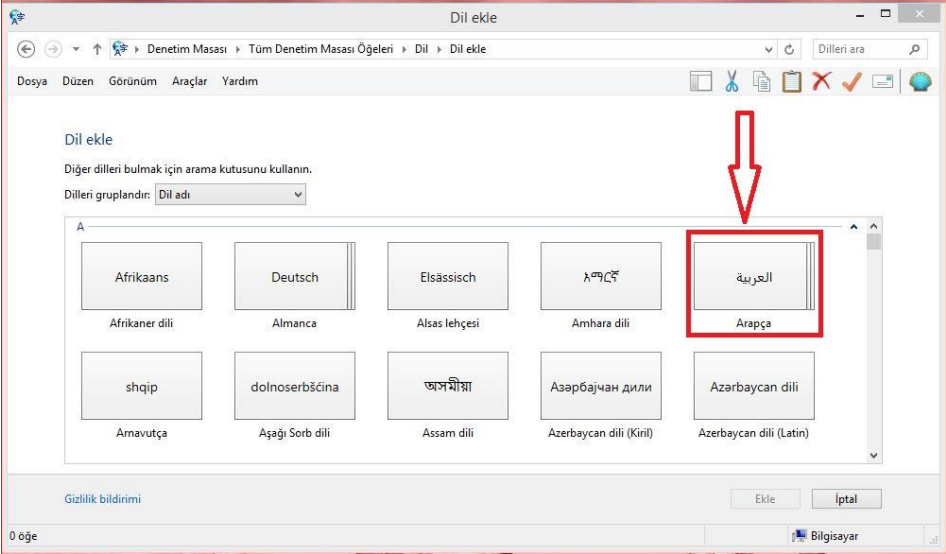 Dil ekle
Denetim Masası Tüm Denetim Masası Öğeleri Dil Dil ekle Dilleri ara
Dosya Düzen Görünüm Araçlar Yardım
Dil ekle
Diğer dilleri bulmak için arama kutusunu kullanın.
Dilleri gruplandır: Dil adı
A
Afrikaans Deutsch Elsässisch አማርኛ العربية
Afrikaner dili Almanca Alsas lehçesi Amhara dili Arapça
shqip dolnoserbšćina অসমীয়া Азәрбајҹан дили Azərbaycan dili
Arnavutça Aşağı Sorb dili Assam dili Azerbaycan dili (Kiril) Azerbaycan dili (Latin)
Gizlilik bildirimi Ekle İptal
0 öğe Bilgisayar